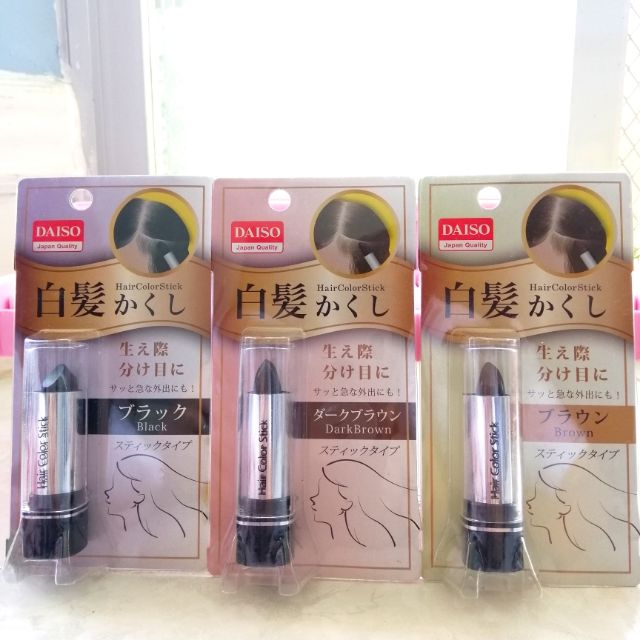 DAISO
Japan Quality
HairColorStick
白髪かくし
生え際
分け目に
サッと急な外出にも!
ブラック
Black
スティックタイプ
Hair Color Stick
DAISO
Japan Quality
HairColorStick
白髪かくし
生え際
分け目に
サッと急な外出にも!
ダークブラウン
DarkBrown
スティックタイプ
Hair Color Stick
DAISO
Japan Quality
HairColorStick
白髪かくし
生え際
分け目に
サッと急な外出にも!
ブラウン
Brown
スティックタイプ
Hair Color Stick